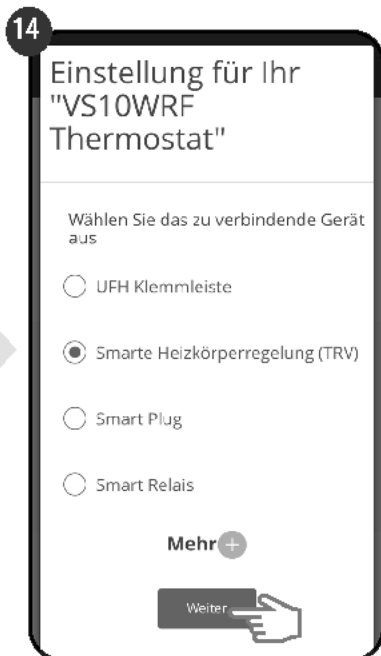 14
Einstellung für Ihr
"VS10WRF
Thermostat"
Wählen Sie das zu verbindende Gerät
aus
UFH Klemmleiste
Smarte Heizkörperregelung (TRV)
Smart Plug
Smart Relais
Mehr +
Weiter